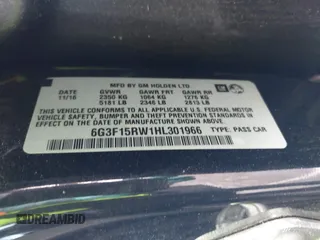 MFD BY GM HOLDEN LTD
DATE GVWR GAWR FRT GAWR RR
11/16 2350 KG 1064 KG 1276 KG
5181 LB 2346 LB 2813 LB
THIS VEHICLE CONFORMS TO ALL APPLICABLE U.S. FEDERAL MOTOR VEHICLE SAFETY, BUMPER, AND THEFT PREVENTION STANDARDS IN EFFECT ON THE DATE OF MANUFACTURE SHOWN ABOVE.
6G3F15RW1HL301966 TYPE: PASS CAR
GM
DREAMBID